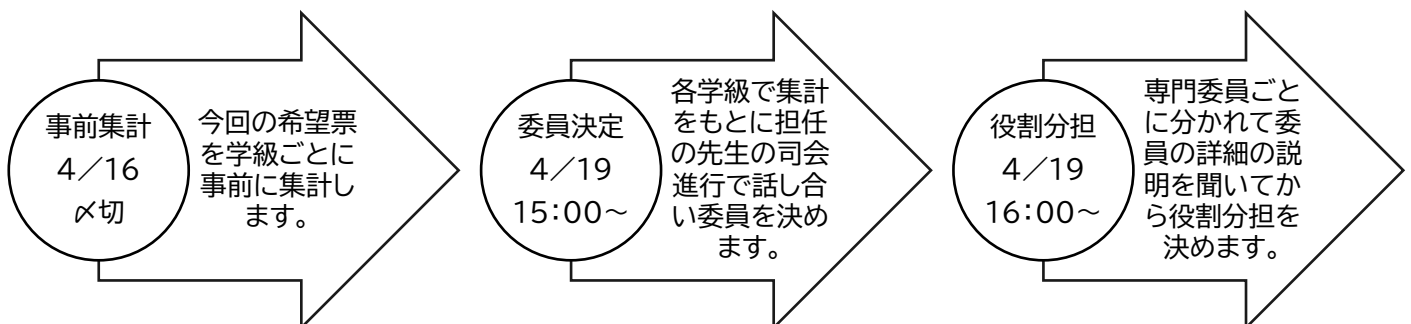 事前集計
4/16
〆切
今回の希望票
を学級ごとに
事前に集計し
ます。
委員決定
4/19
15:00~
各学級で集計
をもとに担任
の先生の司会
進行で話し合
い委員を決め
ます。
役割分担
4/19
16:00~
専門委員ごと
に分かれて委
員の詳細の説
明を聞いてか
ら役割分担を
決めます。